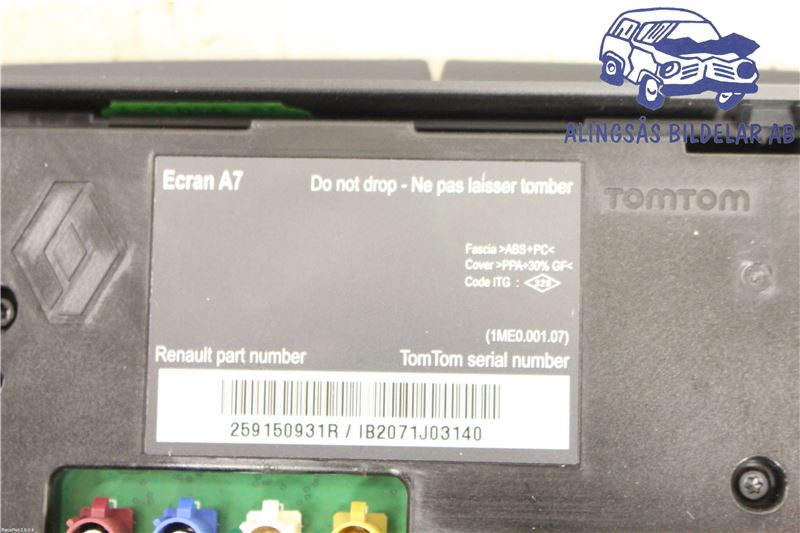 ALINGSÅS BILDELAR AB
Ecran A7
Do not drop - Ne pas laisser tomber
TOMTOM
Fascia >ABS+PC<
Cover >PPA+30% GF<
Code ITG : 320
(1ME0.001.07)
Renault part number
TomTom serial number
259150931R / IB2071J03140